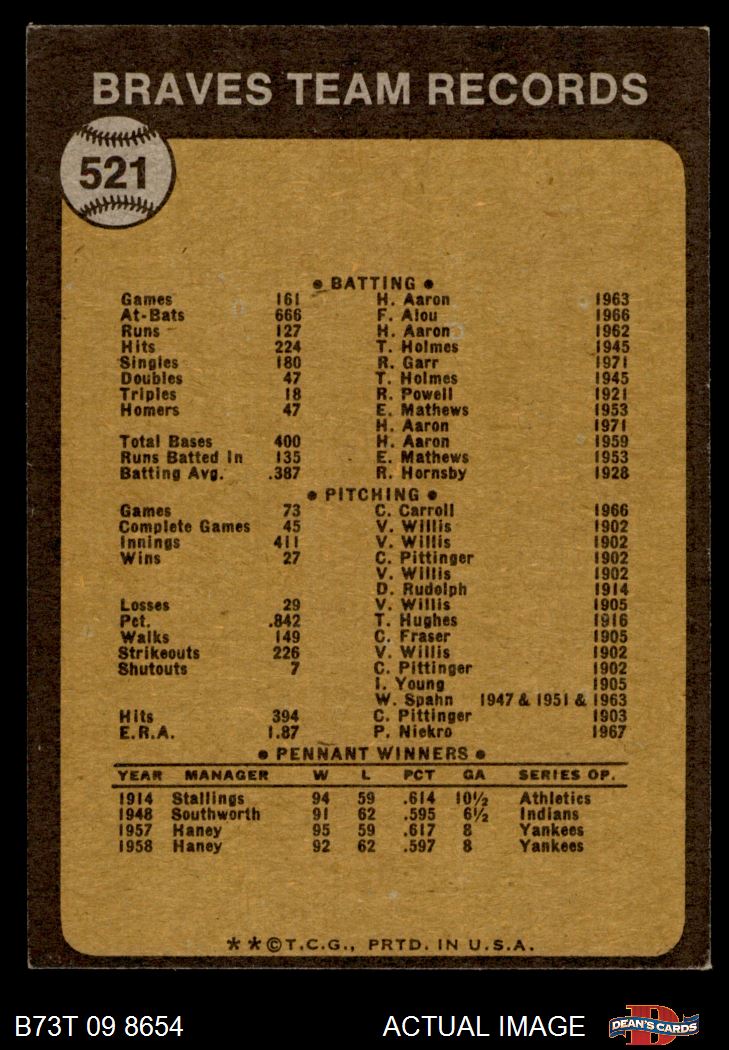 BRAVES TEAM RECORDS
521
• BATTING •
Games 161 H. Aaron 1963
At-Bats 666 F. Alou 1966
Runs 127 H. Aaron 1962
Hits 224 T. Holmes 1945
Singles 180 R. Garr 1971
Doubles 47 T. Holmes 1945
Triples 18 R. Powell 1921
Homers 47 E. Mathews 1953
H. Aaron 1971
Total Bases 400 H. Aaron 1959
Runs Batted In 135 E. Mathews 1953
Batting Avg. .387 R. Hornsby 1928
• PITCHING •
Games 73 C. Carroll 1966
Complete Games 45 V. Willis 1902
Innings 411 V. Willis 1902
Wins 27 C. Pittinger 1902
V. Willis 1902
D. Rudolph 1914
Losses 29 V. Willis 1905
Pct. .842 T. Hughes 1916
Walks 149 C. Fraser 1905
Strikeouts 226 V. Willis 1902
Shutouts 7 C. Pittinger 1902
I. Young 1905
W. Spahn 1947 & 1951 & 1963
Hits 394 C. Pittinger 1903
E.R.A. 1.87 P. Niekro 1967
• PENNANT WINNERS •
YEAR MANAGER W L PCT GA SERIES OP.
1914 Stallings 94 59 .614 10½ Athletics
1948 Southworth 91 62 .595 6½ Indians
1957 Haney 95 59 .617 8 Yankees
1958 Haney 92 62 .597 8 Yankees
**©T.C.G., PRTD. IN U.S.A.
B73T 09 8654 ACTUAL IMAGE DEAN'S CARDS